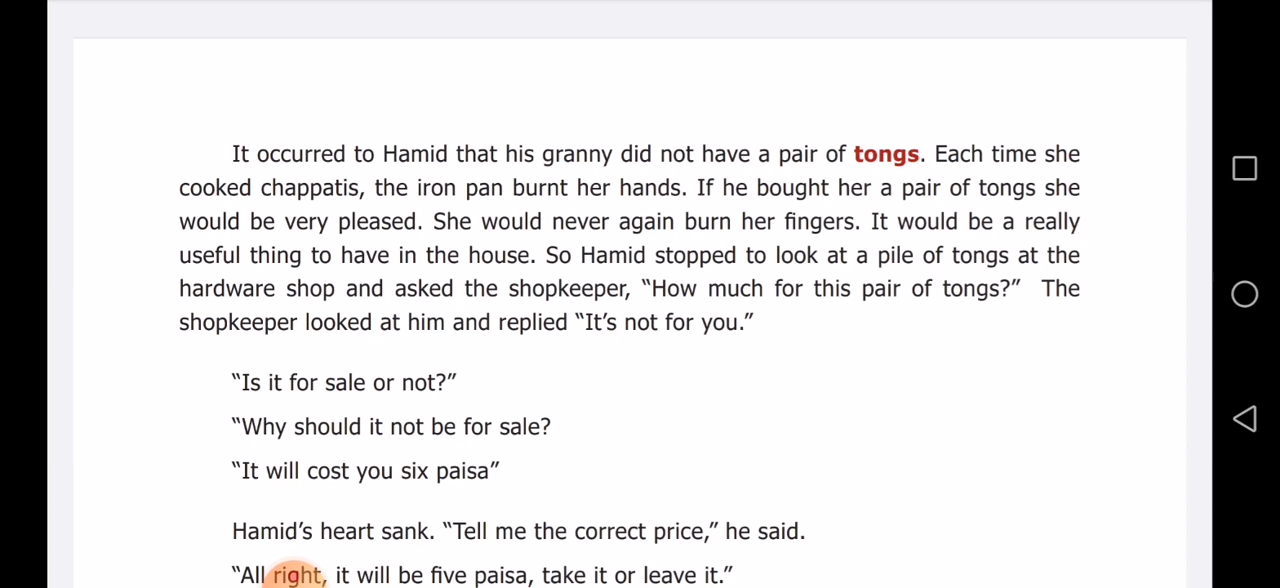 It occurred to Hamid that his granny did not have a pair of tongs. Each time she
cooked chappatis, the iron pan burnt her hands. If he bought her a pair of tongs she
would be very pleased. She would never again burn her fingers. It would be a really
useful thing to have in the house. So Hamid stopped to look at a pile of tongs at the
hardware shop and asked the shopkeeper, “How much for this pair of tongs?” The
shopkeeper looked at him and replied “It’s not for you.”
“Is it for sale or not?”
“Why should it not be for sale?
“It will cost you six paisa”
Hamid’s heart sank. “Tell me the correct price,” he said.
“All right, it will be five paisa, take it or leave it.”